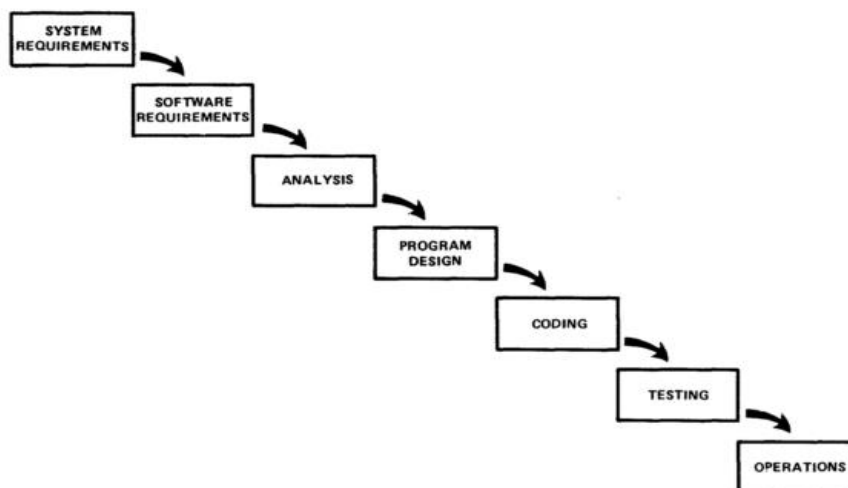 SYSTEM
REQUIREMENTS
SOFTWARE
REQUIREMENTS
ANALYSIS
PROGRAM
DESIGN
CODING
TESTING
OPERATIONS